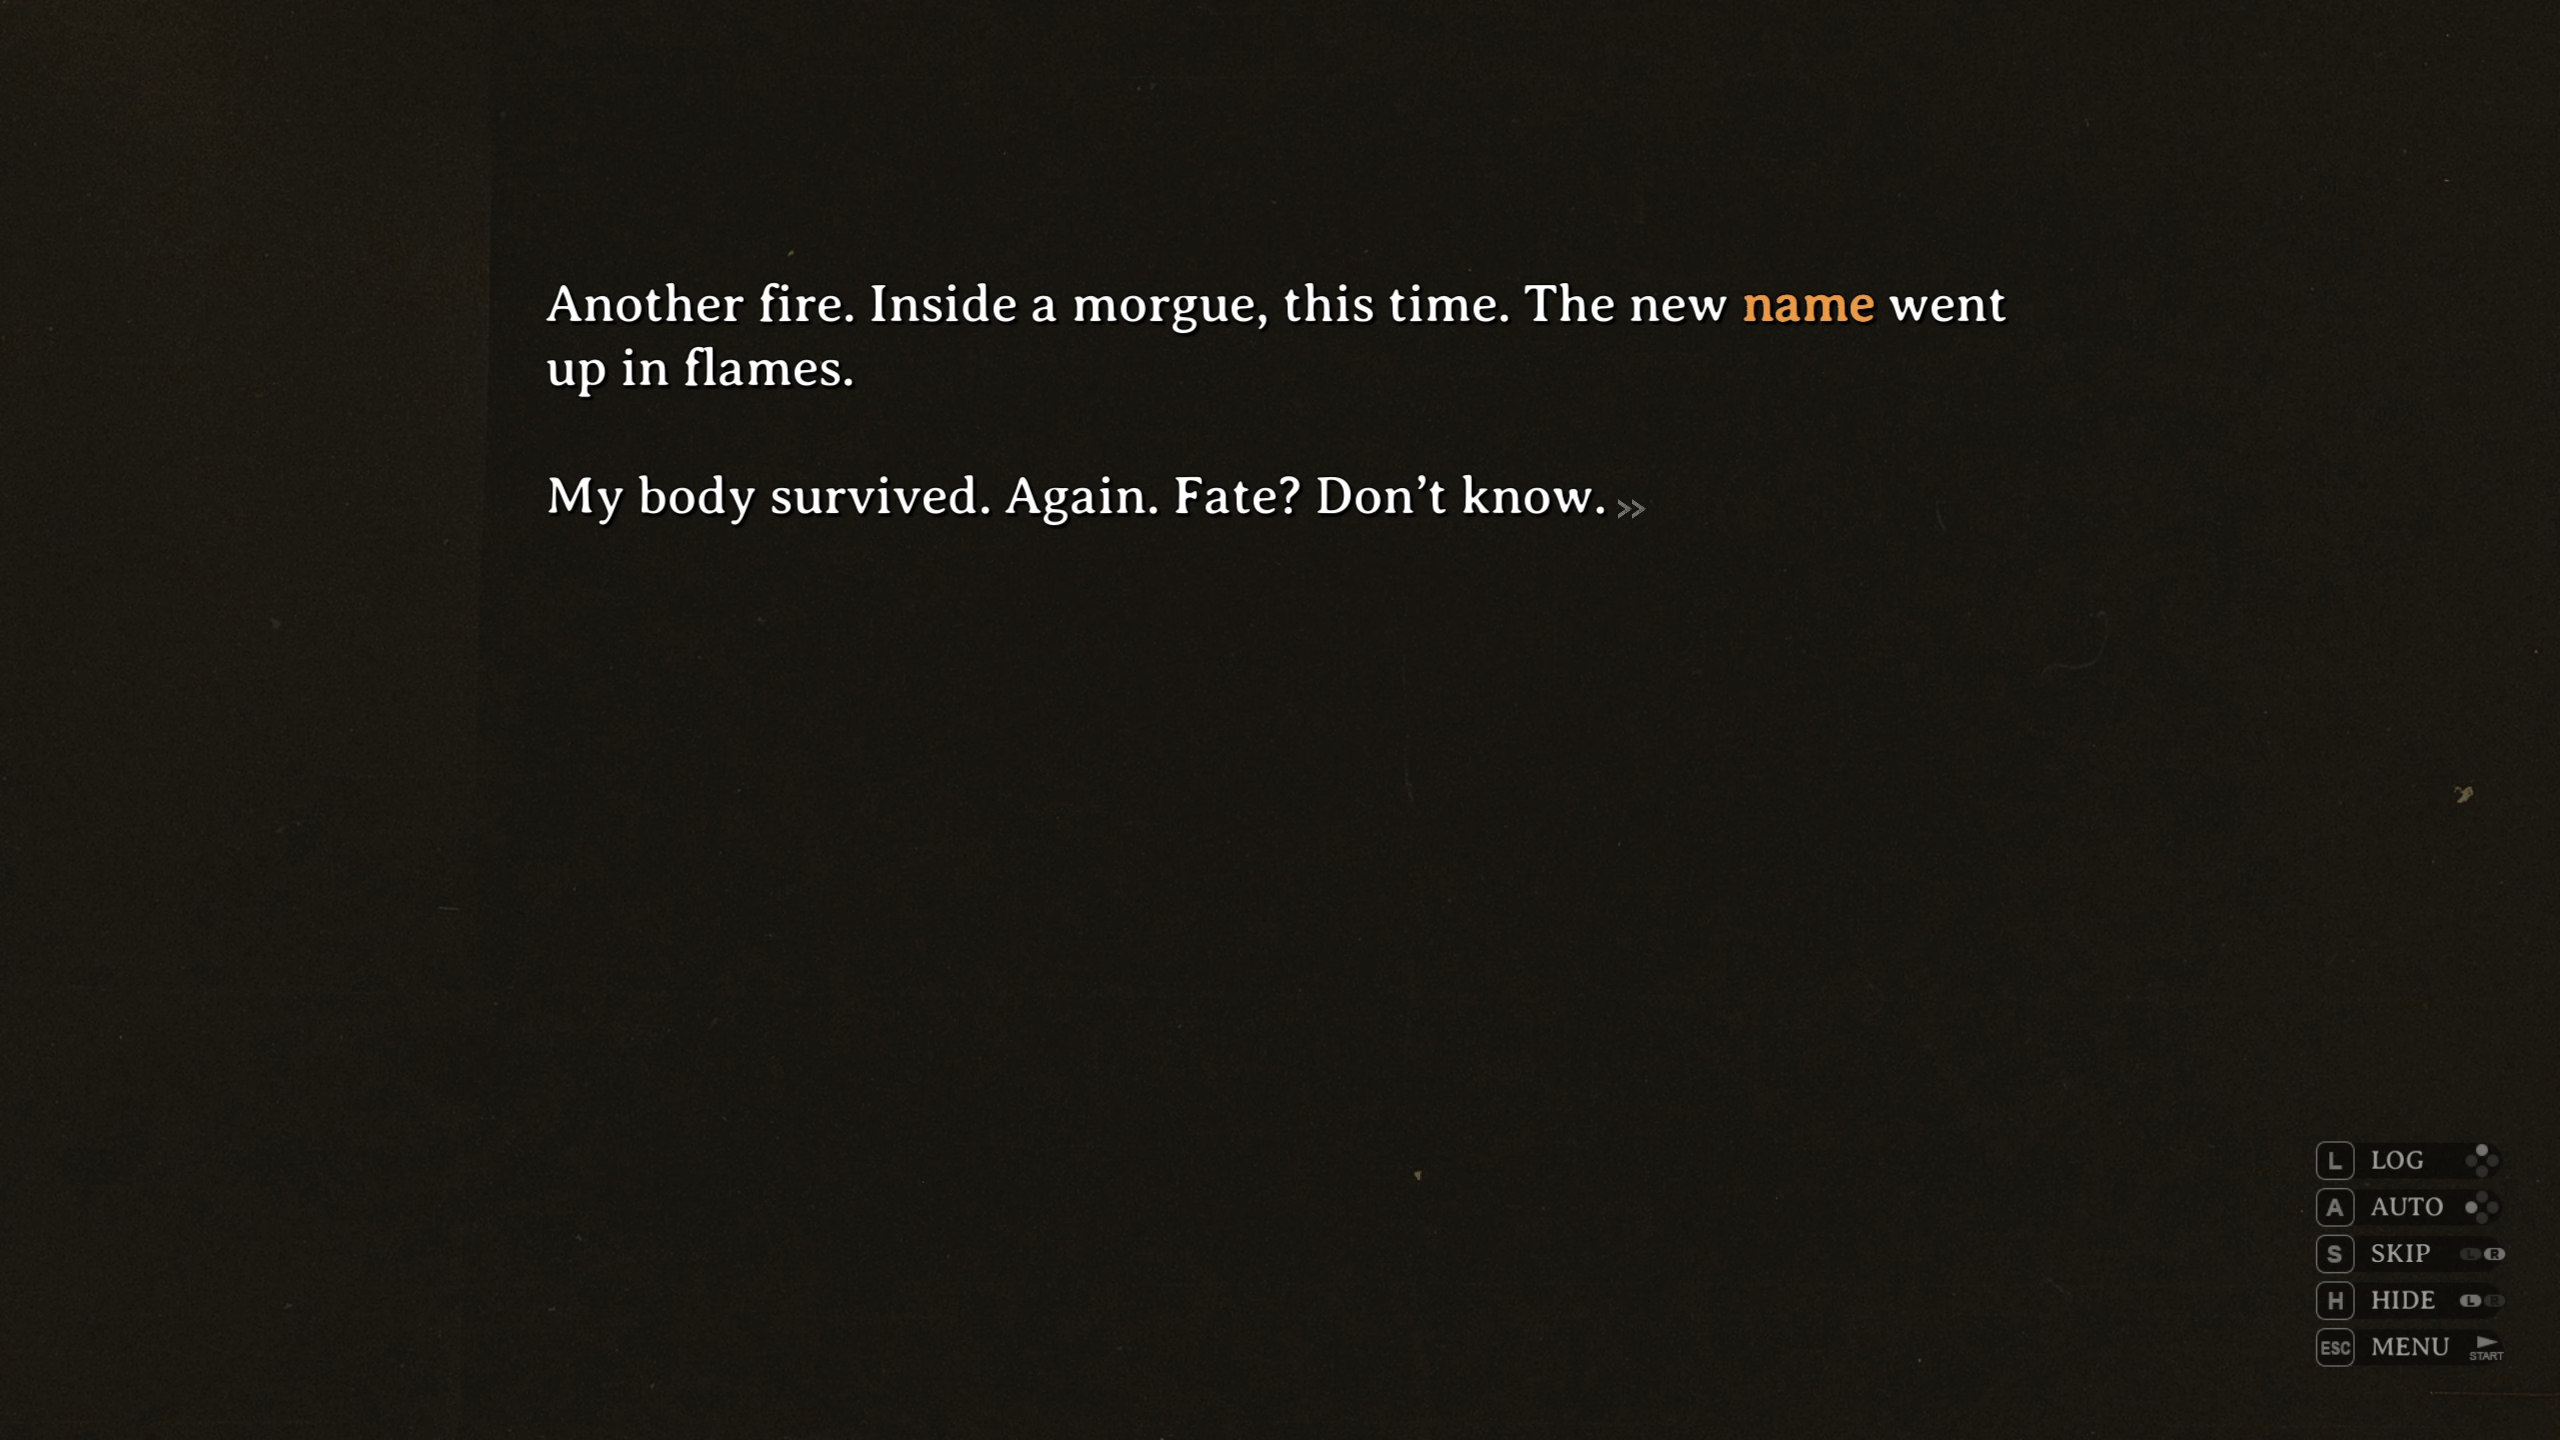 Another fire. Inside a morgue, this time. The new name went
up in flames.
My body survived. Again. Fate? Don’t know. »
L LOG
A AUTO
S SKIP L R
H HIDE L R
ESC MENU START